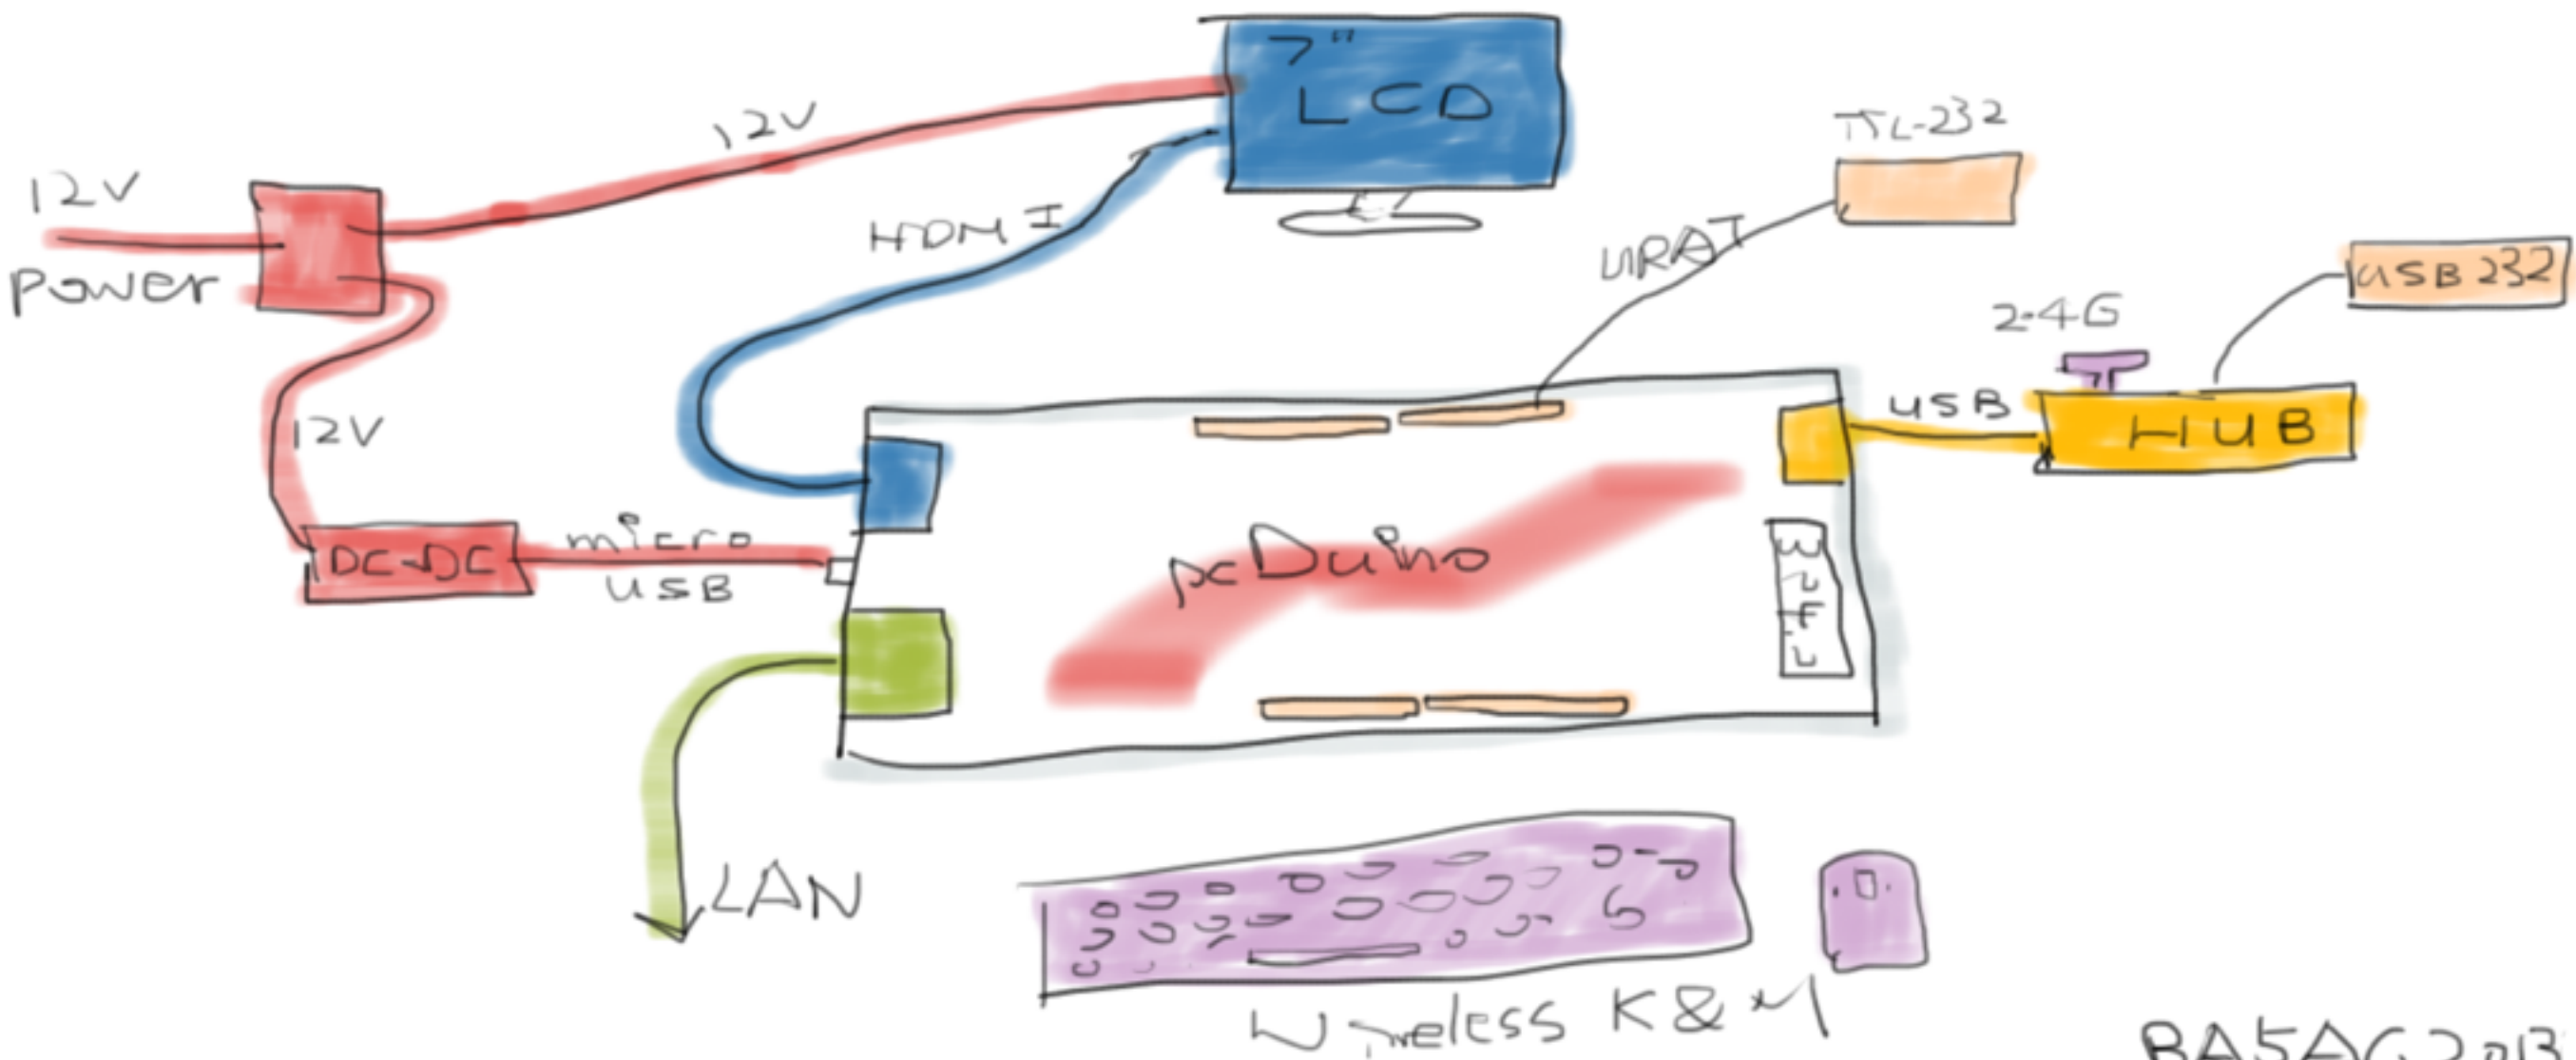 7"
LCD
12V
TTL-232
12V
Power
HDMI
URAT
USB 232
2.4G
USB
HUB
12V
DC-DC
micro
USB
pcDuino
LAN
Wireless K & M